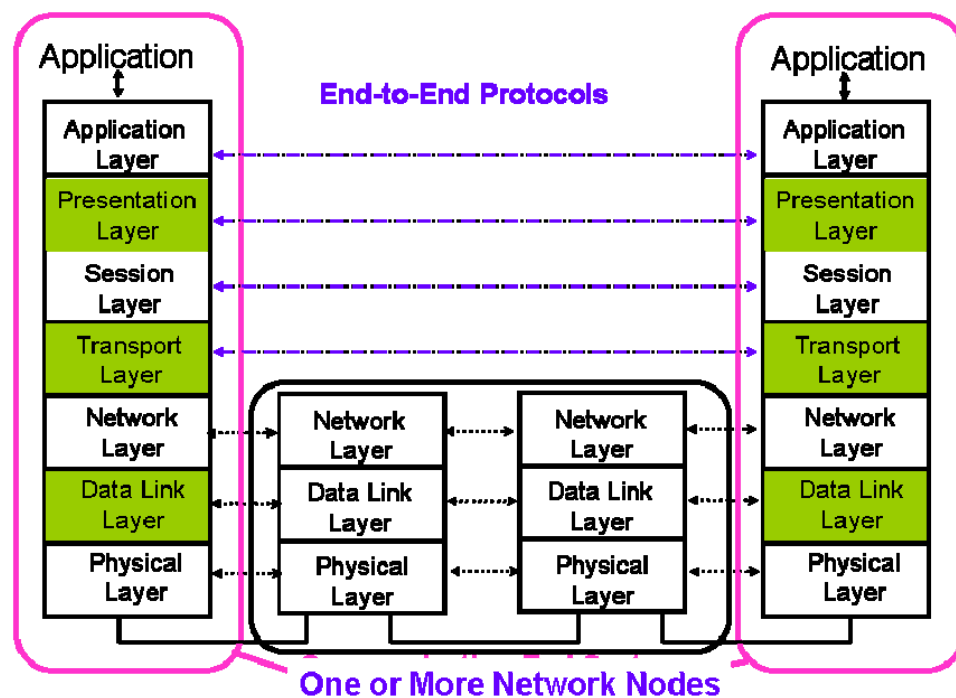 Application
Application
End-to-End Protocols
Application
Layer
Presentation
Layer
Session
Layer
Transport
Layer
Network
Layer
Data Link
Layer
Physical
Layer
Network
Layer
Data Link
Layer
Physical
Layer
Network
Layer
Data Link
Layer
Physical
Layer
Application
Layer
Presentation
Layer
Session
Layer
Transport
Layer
Network
Layer
Data Link
Layer
Physical
Layer
One or More Network Nodes